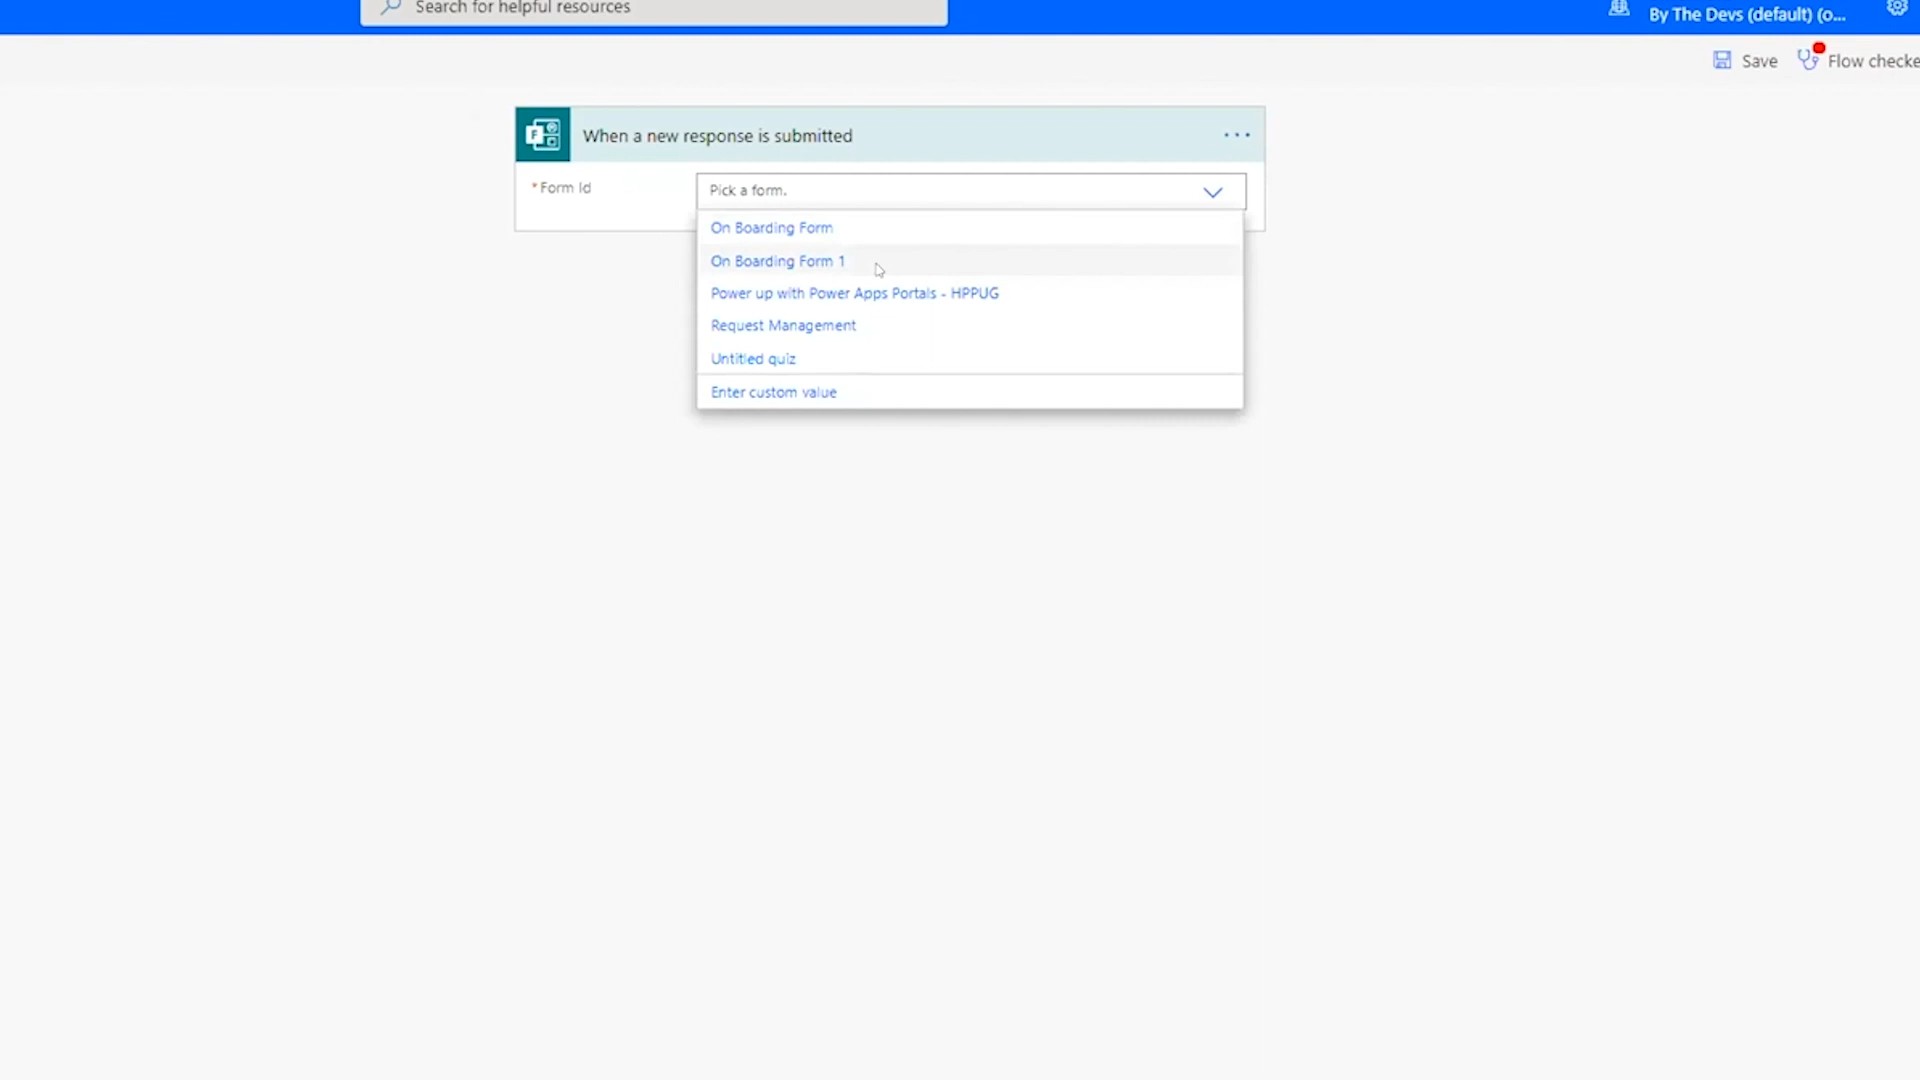 Search for helpful resources
By The Devs (default) (o...
Save
Flow checke
When a new response is submitted
...
*Form Id
Pick a form.
On Boarding Form
On Boarding Form 1
Power up with Power Apps Portals - HPPUG
Request Management
Untitled quiz
Enter custom value